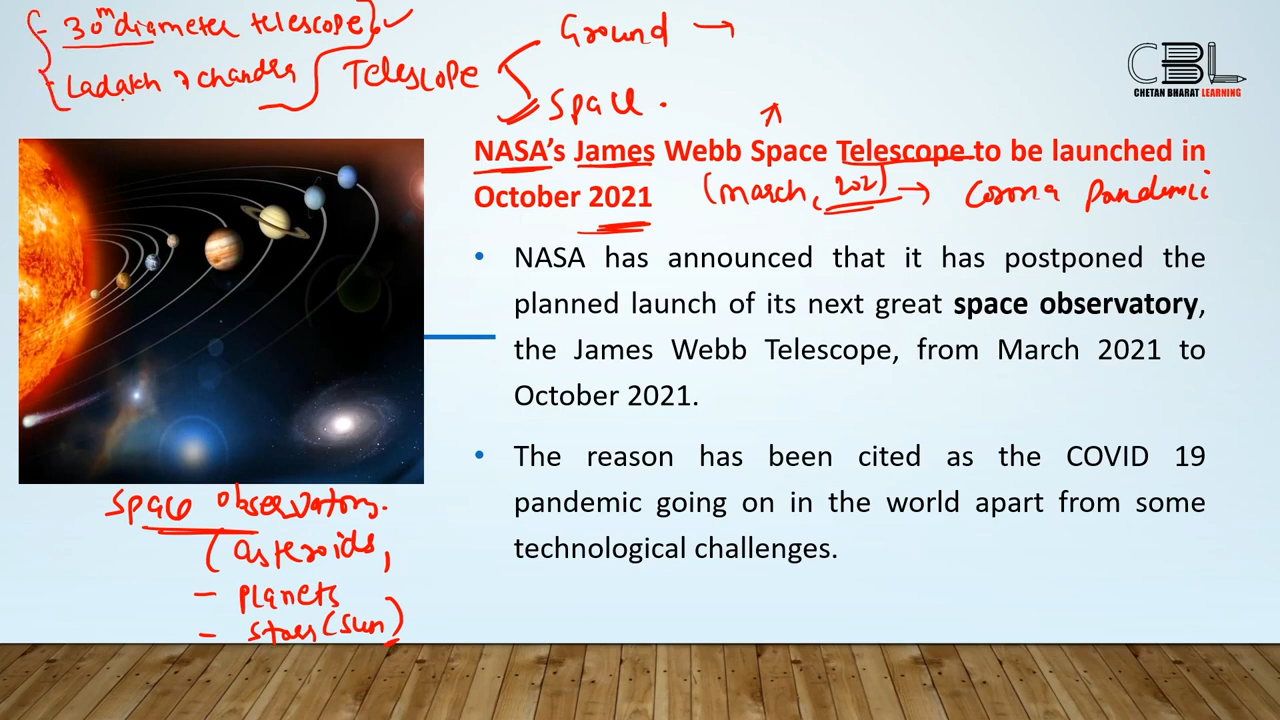 - 30m diameter telescope
Ladakh > chandra
Telescope
Ground →
Space.
CBL
CHETAN BHARAT LEARNING
NASA's James Webb Space Telescope to be launched in
October 2021
(March, 2021) → Corona Pandemic
• NASA has announced that it has postponed the
planned launch of its next great space observatory,
the James Webb Telescope, from March 2021 to
October 2021.
• The reason has been cited as the COVID 19
pandemic going on in the world apart from some
technological challenges.
Space observatory.
(asteroids,
- planets
- stars (sun)